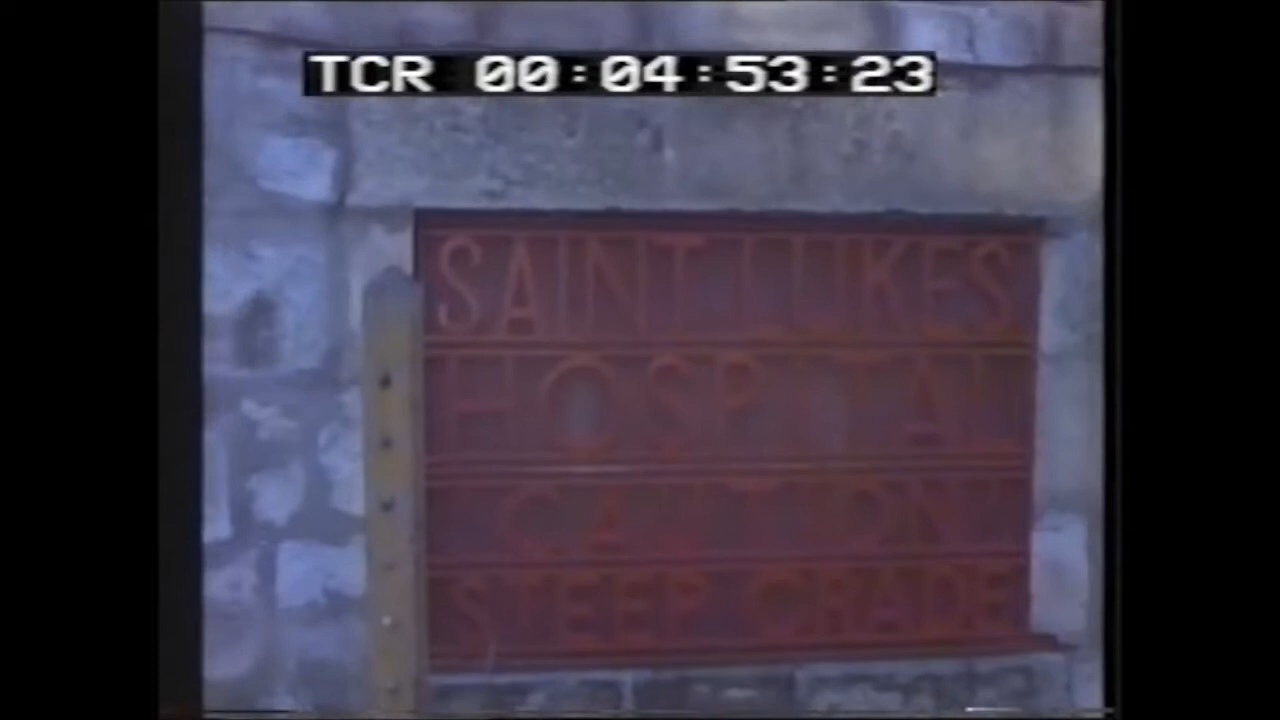 TCR 00:04:53:23
SAINT LUKES
HOSPITAL
"CAUTION"
STEEP GRADE